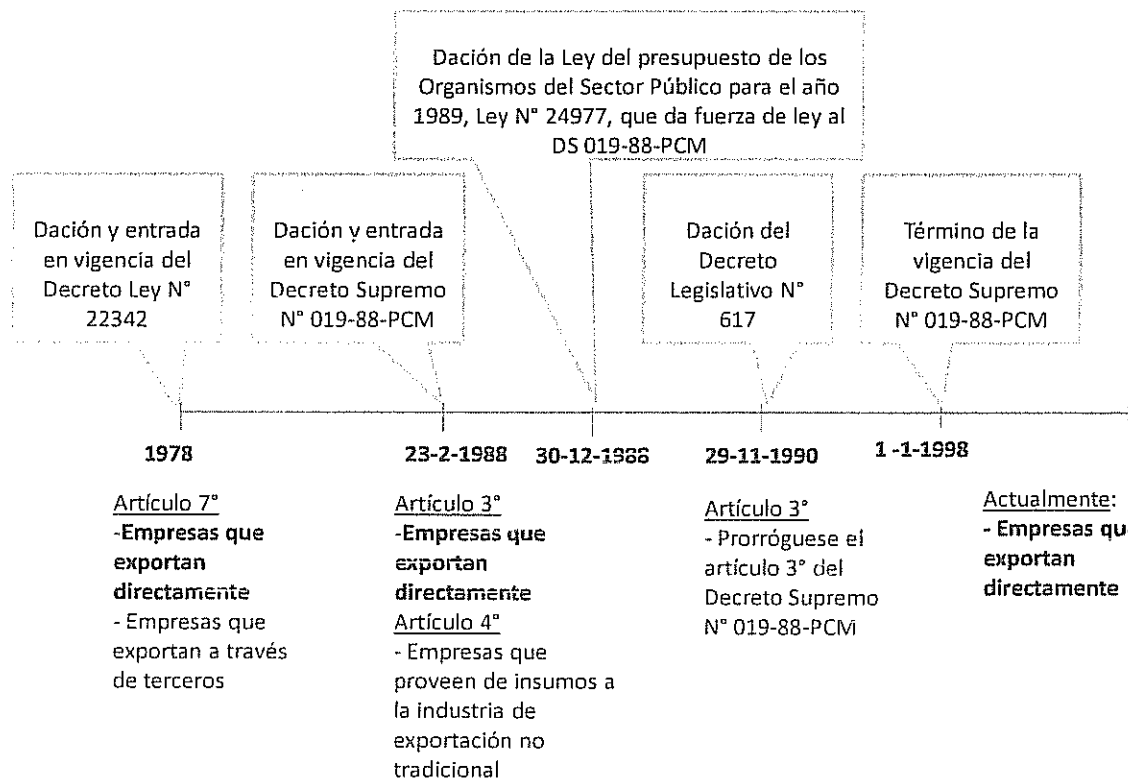 Dación de la Ley del presupuesto de los
Organismos del Sector Público para el año
1989, Ley N° 24977, que da fuerza de ley al
DS 019-88-PCM
Dación y entrada
en vigencia del
Decreto Ley N°
22342
Dación y entrada
en vigencia del
Decreto Supremo
N° 019-88-PCM
Dación del
Decreto
Legislativo N°
617
Término de la
vigencia del
Decreto Supremo
N° 019-88-PCM
1978
23-2-1988
30-12-1988
29-11-1990
1 -1-1998
Artículo 7°
-Empresas que
exportan
directamente
- Empresas que
exportan a través
de terceros
Artículo 3°
-Empresas que
exportan
directamente
Artículo 4°
- Empresas que
proveen de insumos a
la industria de
exportación no
tradicional
Artículo 3°
- Prorróguese el
artículo 3° del
Decreto Supremo
N° 019-88-PCM
Actualmente:
- Empresas qu
exportan
directamente